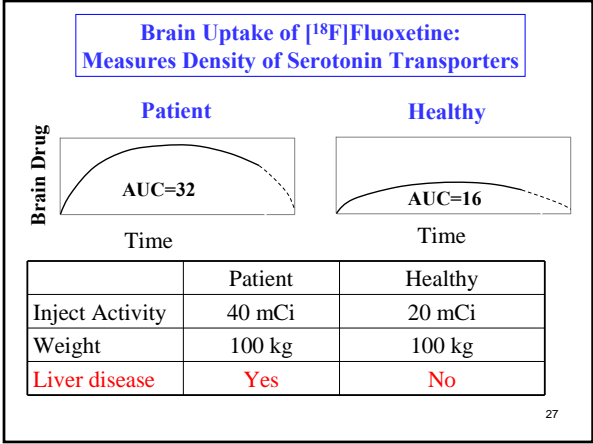 Brain Uptake of [18F]Fluoxetine:
Measures Density of Serotonin Transporters
Patient
Healthy
Brain Drug
AUC=32
AUC=16
Time
Time
Patient Healthy
Inject Activity 40 mCi 20 mCi
Weight 100 kg 100 kg
Liver disease Yes No
27